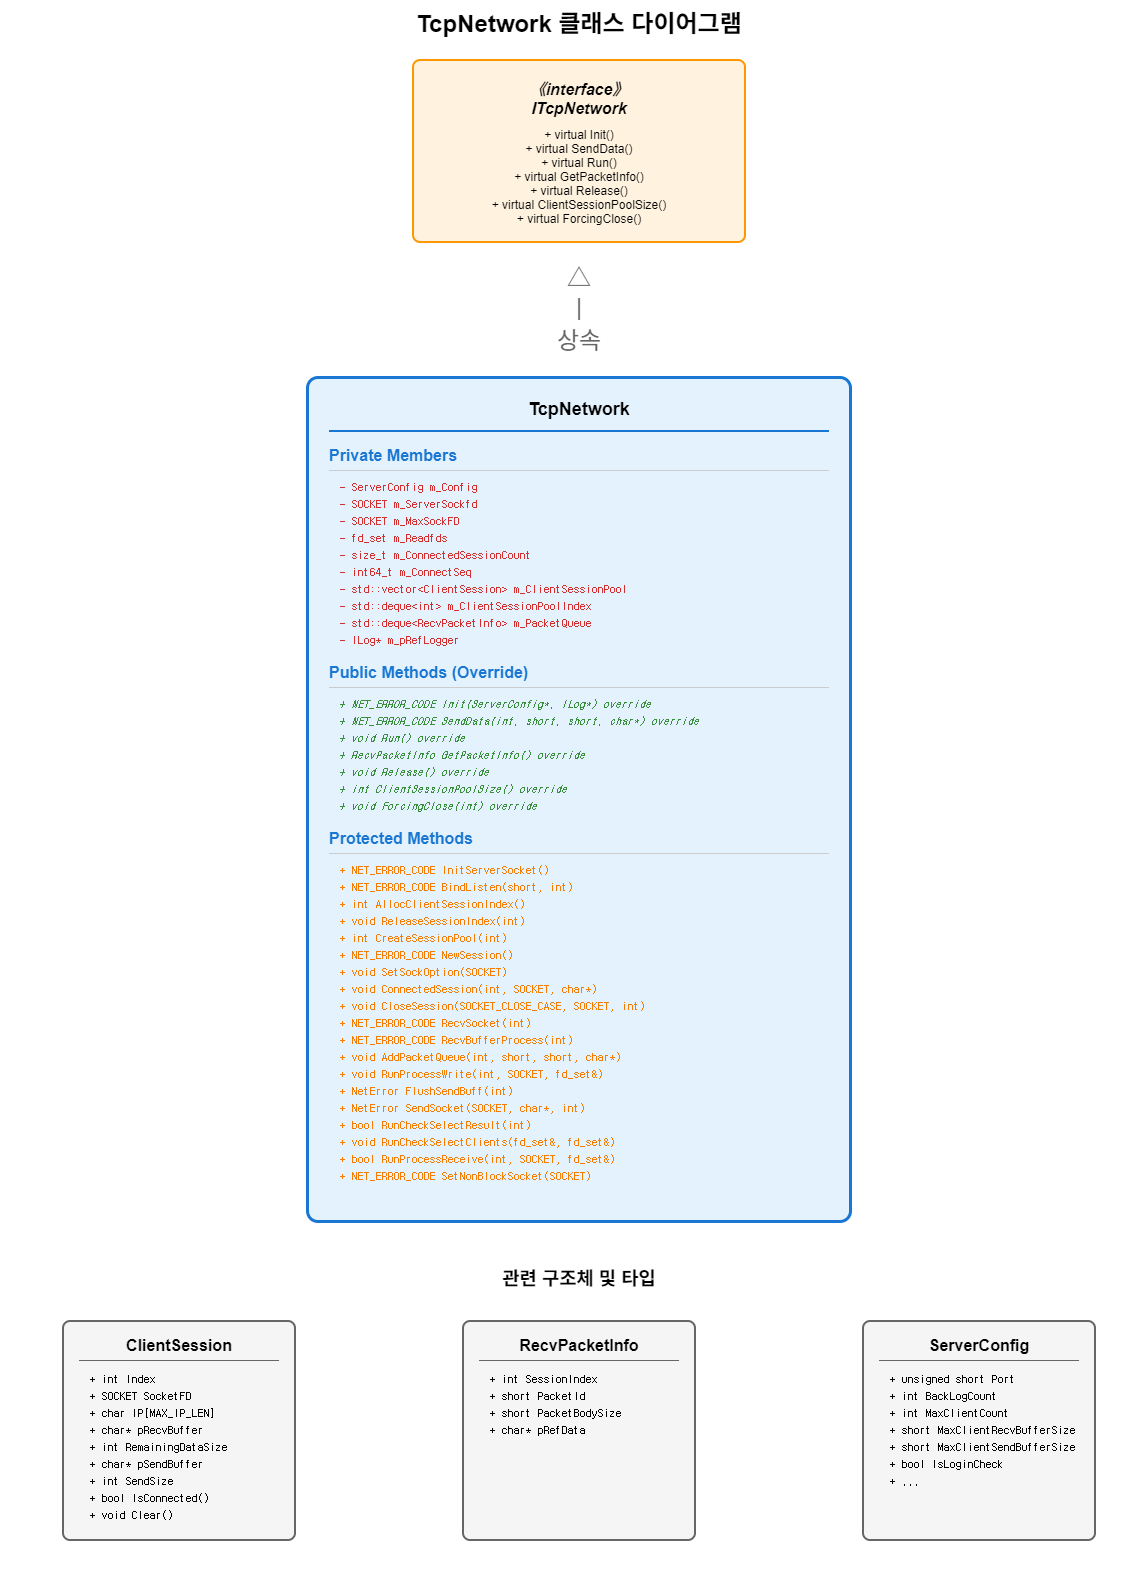 TcpNetwork 클래스 다이어그램
《interface》
ITcpNetwork
+ virtual Init()
+ virtual SendData()
+ virtual Run()
+ virtual GetPacketInfo()
+ virtual Release()
+ virtual ClientSessionPoolSize()
+ virtual ForcingClose()
△
|
상속
TcpNetwork
Private Members
- ServerConfig m_Config
- SOCKET m_ServerSockfd
- SOCKET m_MaxSockFD
- fd_set m_Readfds
- size_t m_ConnectedSessionCount
- int64_t m_ConnectSeq
- std::vector<ClientSession> m_ClientSessionPool
- std::deque<int> m_ClientSessionPoolIndex
- std::deque<RecvPacketInfo> m_PacketQueue
- ILog* m_pRefLogger
Public Methods (Override)
+ NET_ERROR_CODE Init(ServerConfig*, ILog*) override
+ NET_ERROR_CODE SendData(int, short, short, char*) override
+ void Run() override
+ RecvPacketInfo GetPacketInfo() override
+ void Release() override
+ int ClientSessionPoolSize() override
+ void ForcingClose(int) override
Protected Methods
+ NET_ERROR_CODE InitServerSocket()
+ NET_ERROR_CODE BindListen(short, int)
+ int AllocClientSessionIndex()
+ void ReleaseSessionIndex(int)
+ int CreateSessionPool(int)
+ NET_ERROR_CODE NewSession()
+ void SetSockOption(SOCKET)
+ void ConnectedSession(int, SOCKET, char*)
+ void CloseSession(SOCKET_CLOSE_CASE, SOCKET, int)
+ NET_ERROR_CODE RecvSocket(int)
+ NET_ERROR_CODE RecvBufferProcess(int)
+ void AddPacketQueue(int, short, short, char*)
+ void RunProcessWrite(int, SOCKET, fd_set&)
+ NetError FlushSendBuff(int)
+ NetError SendSocket(SOCKET, char*, int)
+ bool RunCheckSelectResult(int)
+ void RunCheckSelectClients(fd_set&, fd_set&)
+ bool RunProcessReceive(int, SOCKET, fd_set&)
+ NET_ERROR_CODE SetNonBlockSocket(SOCKET)
관련 구조체 및 타입
ClientSession
+ int Index
+ SOCKET SocketFD
+ char IP[MAX_IP_LEN]
+ char* pRecvBuffer
+ int RemainingDataSize
+ char* pSendBuffer
+ int SendSize
+ bool IsConnected()
+ void Clear()
RecvPacketInfo
+ int SessionIndex
+ short PacketId
+ short PacketBodySize
+ char* pRefData
ServerConfig
+ unsigned short Port
+ int BackLogCount
+ int MaxClientCount
+ short MaxClientRecvBufferSize
+ short MaxClientSendBufferSize
+ bool IsLoginCheck
+ ...